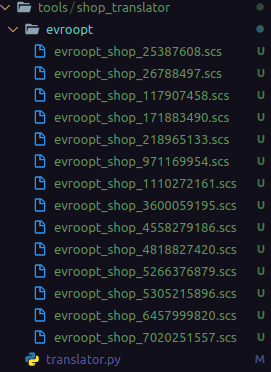 tools / shop_translator
evroopt
evroopt_shop_25387608.scs U
evroopt_shop_26788497.scs U
evroopt_shop_117907458.scs U
evroopt_shop_171883490.scs U
evroopt_shop_218965133.scs U
evroopt_shop_971169954.scs U
evroopt_shop_1110272161.scs U
evroopt_shop_3600059195.scs U
evroopt_shop_4558279186.scs U
evroopt_shop_4818827420.scs U
evroopt_shop_5266376879.scs U
evroopt_shop_5305215896.scs U
evroopt_shop_6457999820.scs U
evroopt_shop_7020251557.scs U
translator.py M